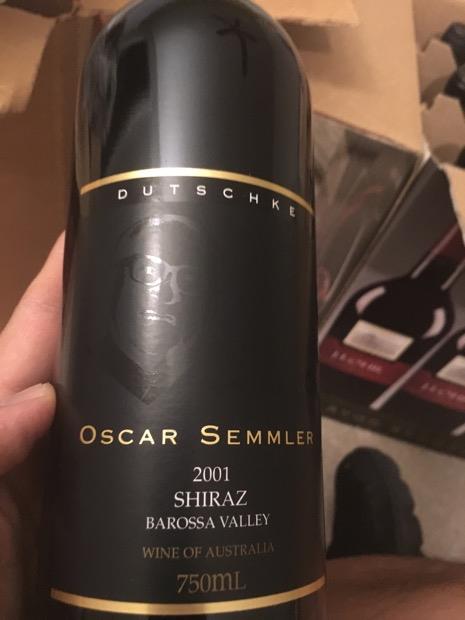 DUTSCHKE
OSCAR SEMMLER
2001
SHIRAZ
BAROSSA VALLEY
WINE OF AUSTRALIA
750mL